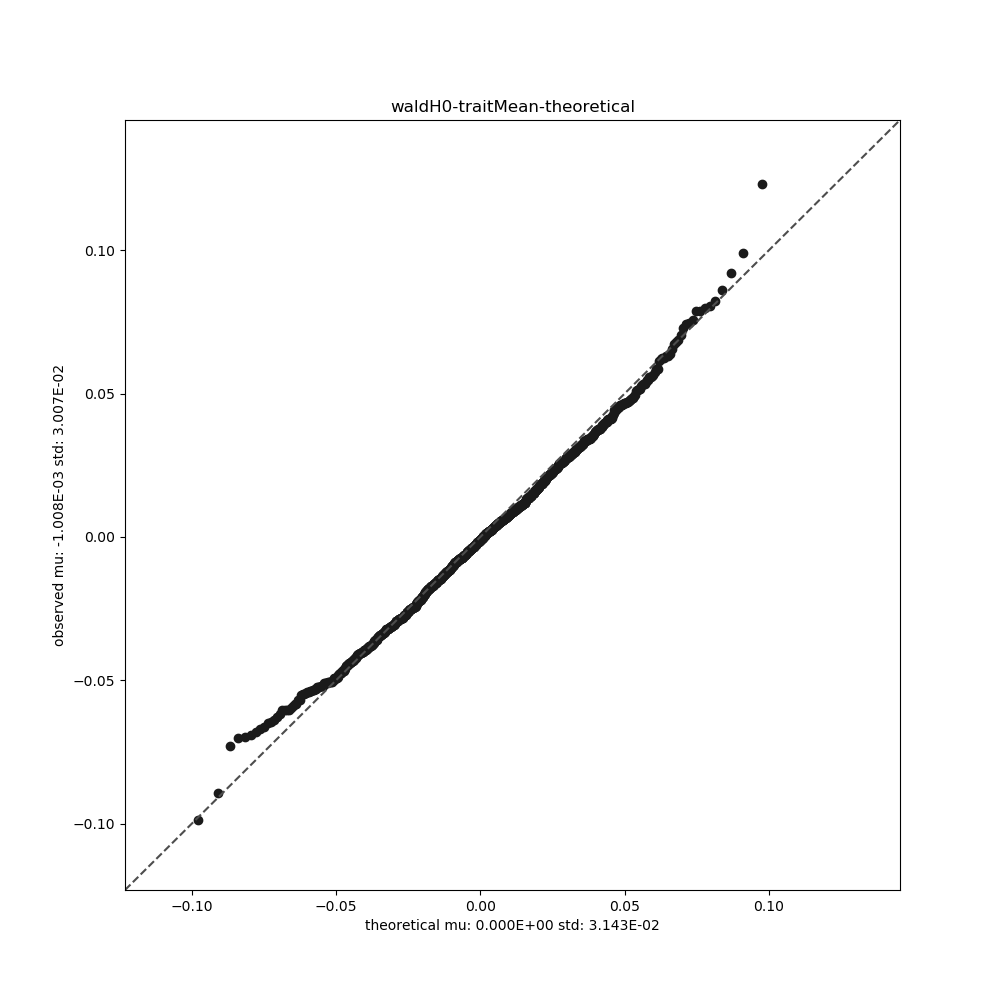 waldH0-traitMean-theoretical
observed mu: -1.008E-03 std: 3.007E-02
0.10
0.05
0.00
−0.05
−0.10
−0.10 −0.05 0.00 0.05 0.10
theoretical mu: 0.000E+00 std: 3.143E-02